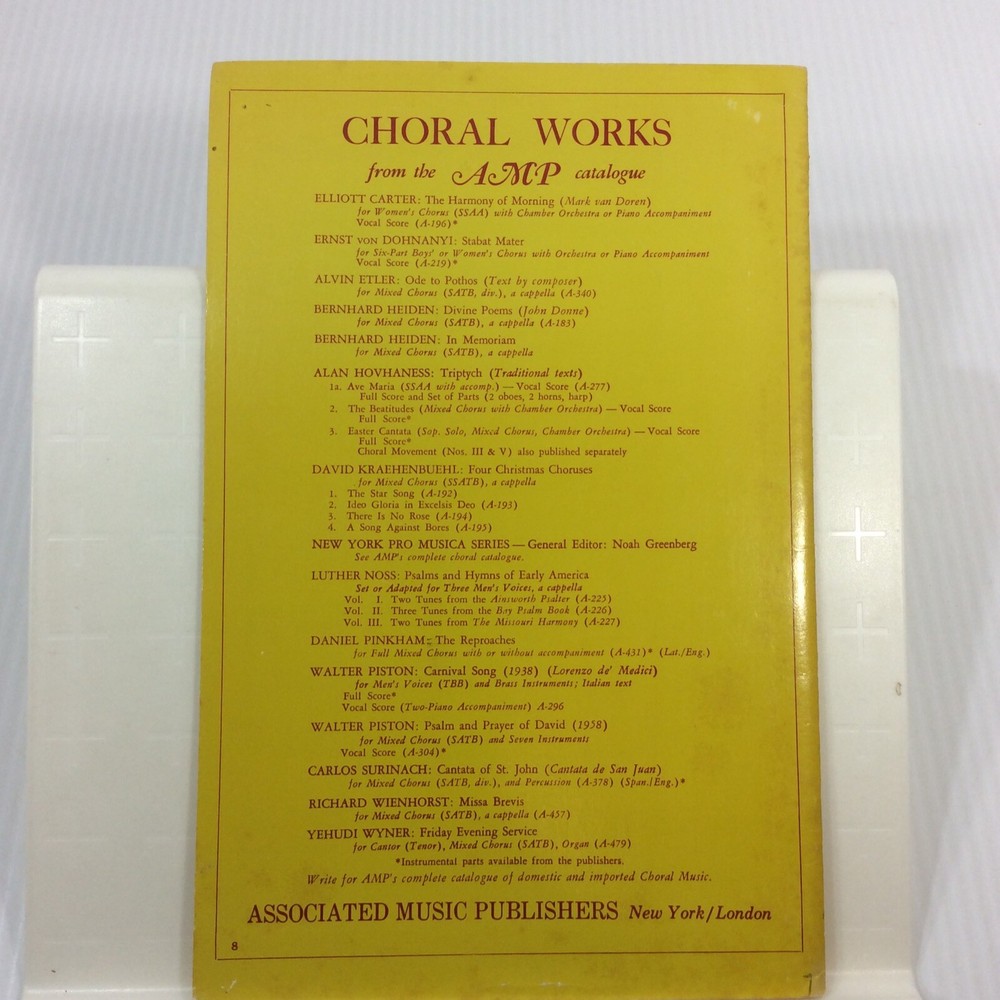 CHORAL WORKS
from the AMP catalogue
ELLIOTT CARTER: The Harmony of Morning (Mark van Doren)
for Women's Chorus (SSAA) with Chamber Orchestra or Piano Accompaniment
Vocal Score (A-196)*
ERNST VON DOHNANYI: Stabat Mater
for Six-Part Boys' or Women's Chorus with Orchestra or Piano Accompaniment
Vocal Score (A-219)*
ALVIN ETLER: Ode to Pothos (Text by composer)
for Mixed Chorus (SATB, div.), a cappella (A-340)
BERNHARD HEIDEN: Divine Poems (John Donne)
for Mixed Chorus (SATB), a cappella (A-183)
BERNHARD HEIDEN: In Memoriam
for Mixed Chorus (SATB), a cappella
ALAN HOVHANESS: Triptych (Traditional texts)
1a. Ave Maria (SSAA with accomp.) — Vocal Score (A-277)
Full Score and Set of Parts (2 oboes, 2 horns, harp)
2. The Beatitudes (Mixed Chorus with Chamber Orchestra) — Vocal Score
Full Score*
3. Easter Cantata (Sop. Solo, Mixed Chorus, Chamber Orchestra) — Vocal Score
Full Score*
Choral Movement (Nos. III & V) also published separately
DAVID KRAEHENBUEHL: Four Christmas Choruses
for Mixed Chorus (SSATB), a cappella
1. The Star Song (A-192)
2. Ideo Gloria in Excelsis Deo (A-193)
3. There Is No Rose (A-194)
4. A Song Against Bores (A-195)
NEW YORK PRO MUSICA SERIES — General Editor: Noah Greenberg
See AMP's complete choral catalogue.
LUTHER NOSS: Psalms and Hymns of Early America
Set or Adapted for Three Men's Voices, a cappella
Vol. I. Two Tunes from the Ainsworth Psalter (A-225)
Vol. II. Three Tunes from the Bay Psalm Book (A-226)
Vol. III. Two Tunes from The Missouri Harmony (A-227)
DANIEL PINKHAM: The Reproaches
for Full Mixed Chorus with or without accompaniment (A-431)* (Lat./Eng.)
WALTER PISTON: Carnival Song (1938) (Lorenzo de' Medici)
for Men's Voices (TBB) and Brass Instruments; Italian text
Full Score*
Vocal Score (Two-Piano Accompaniment) A-296
WALTER PISTON: Psalm and Prayer of David (1958)
for Mixed Chorus (SATB) and Seven Instruments
Vocal Score (A-304)*
CARLOS SURINACH: Cantata of St. John (Cantata de San Juan)
for Mixed Chorus (SATB, div.), and Percussion (A-378) (Span./Eng.)*
RICHARD WIENHORST: Missa Brevis
for Mixed Chorus (SATB), a cappella (A-457)
YEHUDI WYNER: Friday Evening Service
for Cantor (Tenor), Mixed Chorus (SATB), Organ (A-479)
*Instrumental parts available from the publishers.
Write for AMP's complete catalogue of domestic and imported Choral Music.
ASSOCIATED MUSIC PUBLISHERS New York/London
8